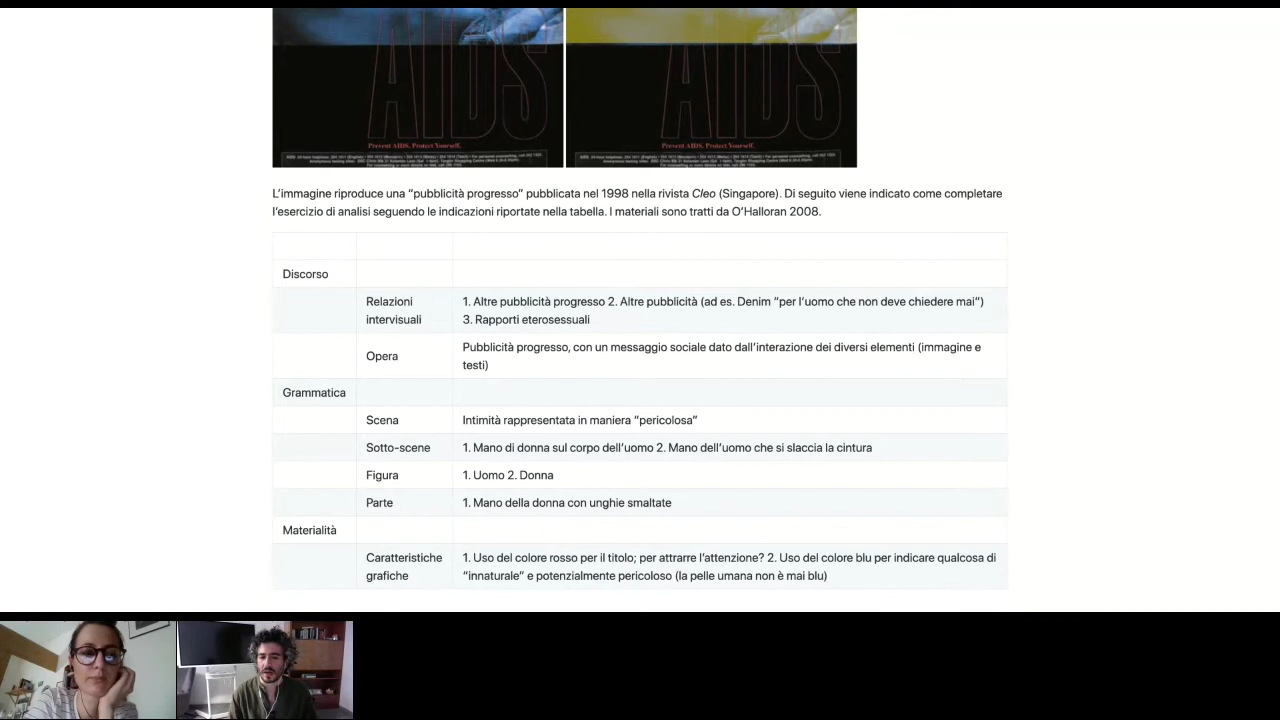 AIDS AIDS
Prevent AIDS. Protect Yourself. Prevent AIDS. Protect Yourself.
L'immagine riproduce una “pubblicità progresso” pubblicata nel 1998 nella rivista Cleo (Singapore). Di seguito viene indicato come completare
l'esercizio di analisi seguendo le indicazioni riportate nella tabella. I materiali sono tratti da O'Halloran 2008.
Discorso
Relazioni
intervisuali
1. Altre pubblicità progresso 2. Altre pubblicità (ad es. Denim “per l'uomo che non deve chiedere mai”)
3. Rapporti eterosessuali
Opera
Pubblicità progresso, con un messaggio sociale dato dall'interazione dei diversi elementi (immagine e
testi)
Grammatica
Scena
Intimità rappresentata in maniera “pericolosa”
Sotto-scene
1. Mano di donna sul corpo dell'uomo 2. Mano dell'uomo che si slaccia la cintura
Figura
1. Uomo 2. Donna
Parte
1. Mano della donna con unghie smaltate
Materialità
Caratteristiche
grafiche
1. Uso del colore rosso per il titolo; per attrarre l'attenzione? 2. Uso del colore blu per indicare qualcosa di
“innaturale” e potenzialmente pericoloso (la pelle umana non è mai blu)